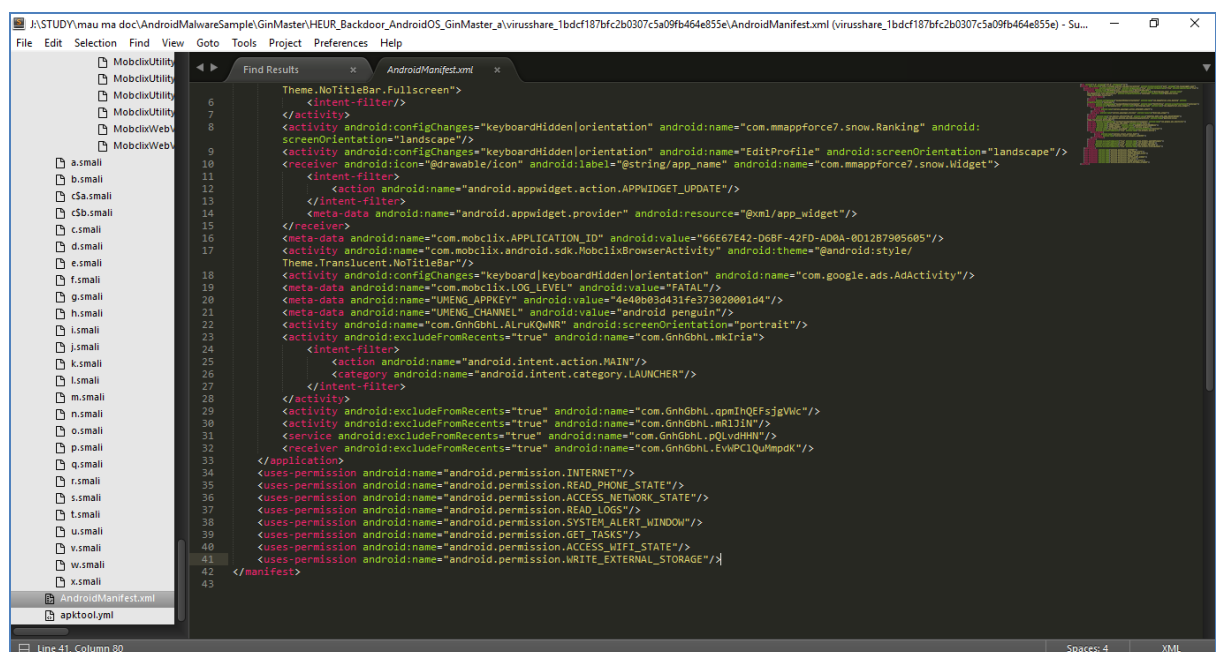 J:\STUDY\mau ma doc\AndroidMalwareSample\GinMaster\HEUR_Backdoor_AndroidOS_GinMaster_a\virusshare_1bdcf187bfc2b0307c5a09fb464e855e\AndroidManifest.xml (virusshare_1bdcf187bfc2b0307c5a09fb464e855e) - Su...
File Edit Selection Find View Goto Tools Project Preferences Help
MobclixUtility
MobclixUtility
MobclixUtility
MobclixUtility
MobclixWebV
MobclixWebV
a.smali
b.smali
c$a.smali
c$b.smali
c.smali
d.smali
e.smali
f.smali
g.smali
h.smali
i.smali
j.smali
k.smali
l.smali
m.smali
n.smali
o.smali
p.smali
q.smali
r.smali
s.smali
t.smali
u.smali
v.smali
w.smali
x.smali
AndroidManifest.xml
apktool.yml
Find Results × AndroidManifest.xml ×
Theme.NoTitleBar.Fullscreen">
6 <intent-filter/>
7 </activity>
8 <activity android:configChanges="keyboardHidden|orientation" android:name="com.mmappforce7.snow.Ranking" android:
screenOrientation="landscape"/>
9 <activity android:configChanges="keyboardHidden|orientation" android:name="EditProfile" android:screenOrientation="landscape"/>
10 <receiver android:icon="@drawable/icon" android:label="@string/app_name" android:name="com.mmappforce7.snow.Widget">
11 <intent-filter>
12 <action android:name="android.appwidget.action.APPWIDGET_UPDATE"/>
13 </intent-filter>
14 <meta-data android:name="android.appwidget.provider" android:resource="@xml/app_widget"/>
15 </receiver>
16 <meta-data android:name="com.mobclix.APPLICATION_ID" android:value="66E67E42-D6BF-42FD-AD0A-0D12B7905605"/>
17 <activity android:name="com.mobclix.android.sdk.MobclixBrowserActivity" android:theme="@android:style/
Theme.Translucent.NoTitleBar"/>
18 <activity android:configChanges="keyboard|keyboardHidden|orientation" android:name="com.google.ads.AdActivity"/>
19 <meta-data android:name="com.mobclix.LOG_LEVEL" android:value="FATAL"/>
20 <meta-data android:name="UMENG_APPKEY" android:value="4e40b03d431fe373020001d4"/>
21 <meta-data android:name="UMENG_CHANNEL" android:value="android penguin"/>
22 <activity android:name="com.GnhGbhL.ALruKQwNR" android:screenOrientation="portrait"/>
23 <activity android:excludeFromRecents="true" android:name="com.GnhGbhL.mkIria">
24 <intent-filter>
25 <action android:name="android.intent.action.MAIN"/>
26 <category android:name="android.intent.category.LAUNCHER"/>
27 </intent-filter>
28 </activity>
29 <activity android:excludeFromRecents="true" android:name="com.GnhGbhL.qpmIhQEFsjgVWc"/>
30 <activity android:excludeFromRecents="true" android:name="com.GnhGbhL.mRlJiN"/>
31 <service android:excludeFromRecents="true" android:name="com.GnhGbhL.pQLvdHHN"/>
32 <receiver android:excludeFromRecents="true" android:name="com.GnhGbhL.EvWPClQuMmpdK"/>
33 </application>
34 <uses-permission android:name="android.permission.INTERNET"/>
35 <uses-permission android:name="android.permission.READ_PHONE_STATE"/>
36 <uses-permission android:name="android.permission.ACCESS_NETWORK_STATE"/>
37 <uses-permission android:name="android.permission.READ_LOGS"/>
38 <uses-permission android:name="android.permission.SYSTEM_ALERT_WINDOW"/>
39 <uses-permission android:name="android.permission.GET_TASKS"/>
40 <uses-permission android:name="android.permission.ACCESS_WIFI_STATE"/>
41 <uses-permission android:name="android.permission.WRITE_EXTERNAL_STORAGE"/>
42 </manifest>
43
Line 41, Column 80
Spaces: 4 XML